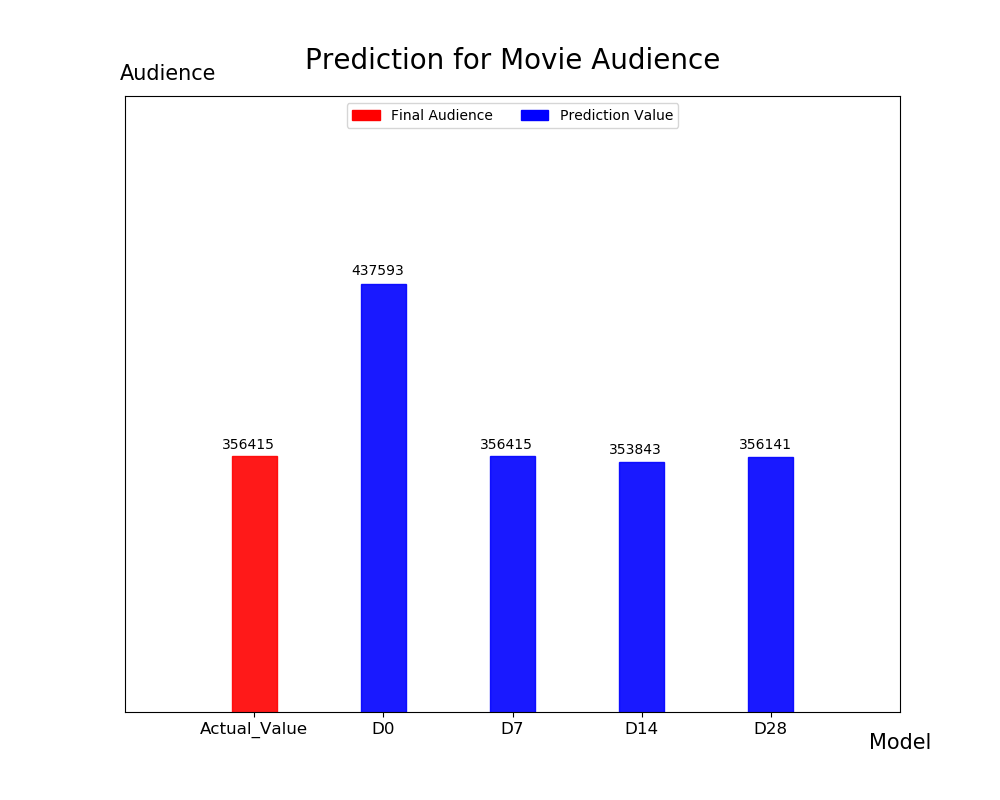 Prediction for Movie Audience
Audience
Final Audience
Prediction Value
437593
356415
356415
353843
356141
Actual_Value
D0
D7
D14
D28
Model